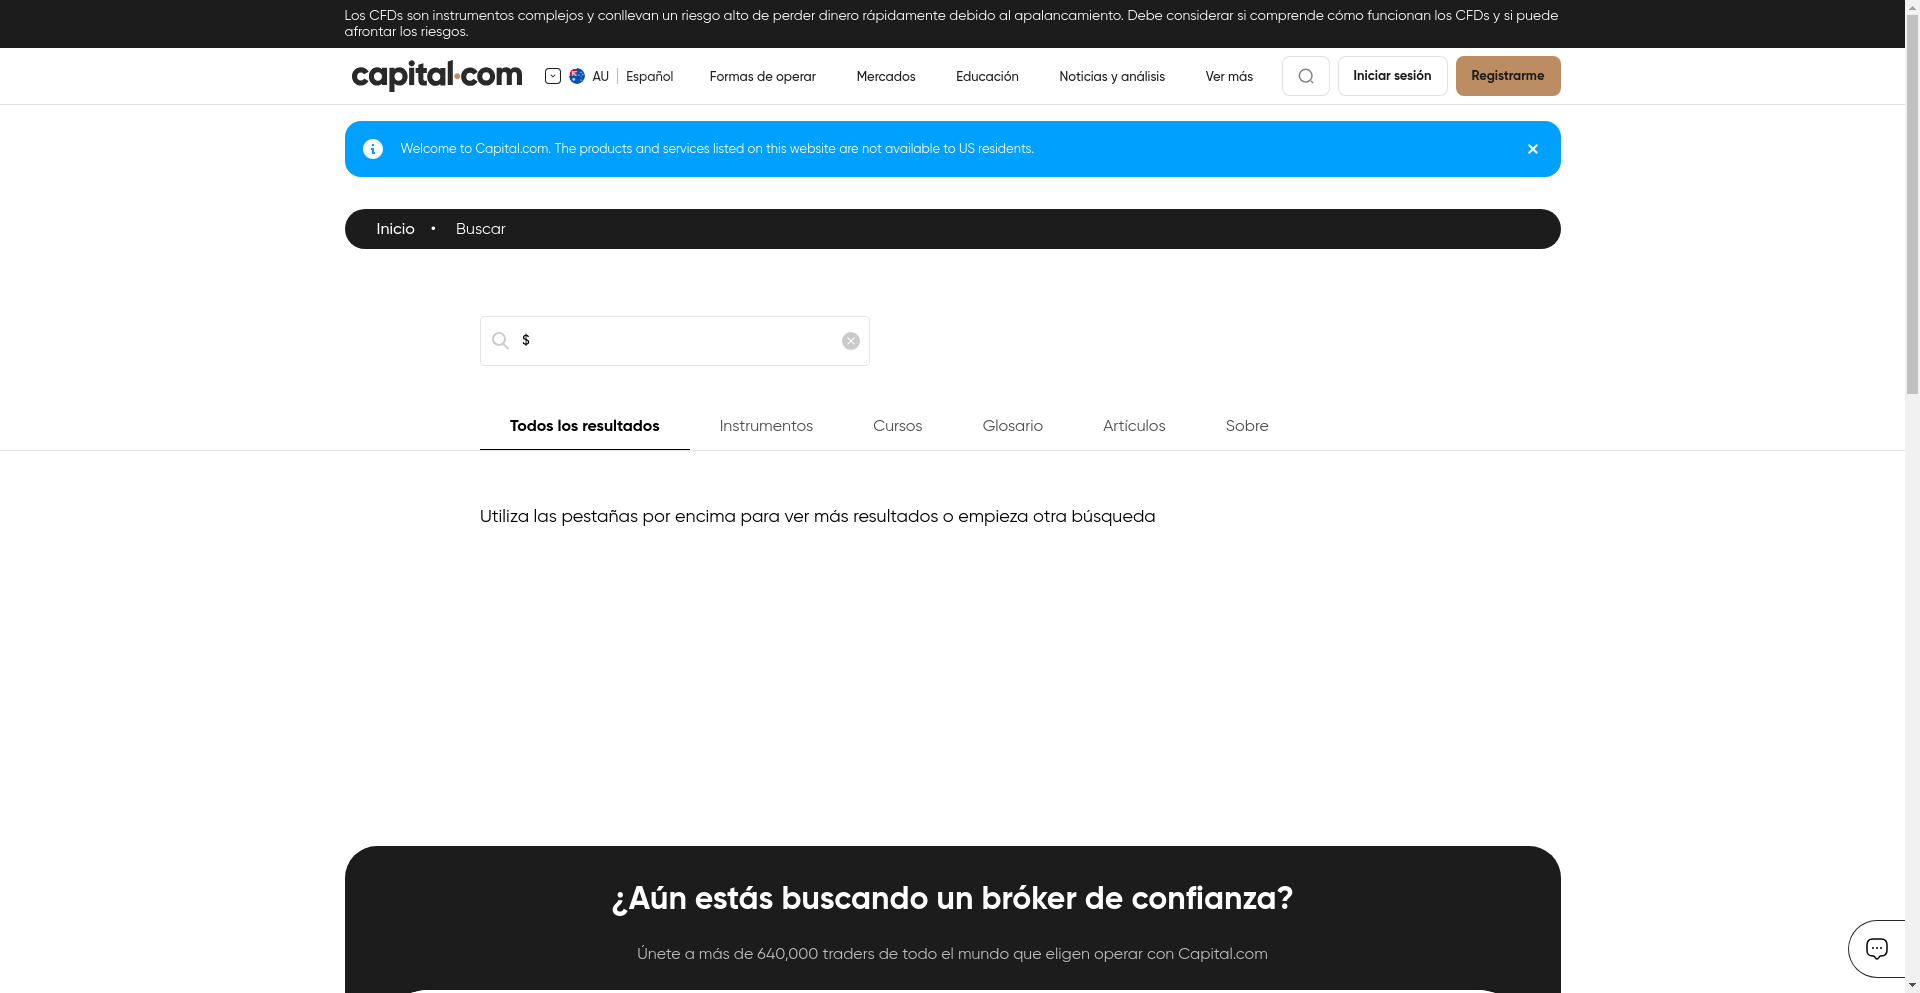 Los CFDs son instrumentos complejos y conllevan un riesgo alto de perder dinero rápidamente debido al apalancamiento. Debe considerar si comprende cómo funcionan los CFDs y si puede
afrontar los riesgos.
capital.com AU Español Formas de operar Mercados Educación Noticias y análisis Ver más Iniciar sesión Registrarme
Welcome to Capital.com. The products and services listed on this website are not available to US residents.
Inicio • Buscar
$
Todos los resultados Instrumentos Cursos Glosario Artículos Sobre
Utiliza las pestañas por encima para ver más resultados o empieza otra búsqueda
¿Aún estás buscando un bróker de confianza?
Únete a más de 640,000 traders de todo el mundo que eligen operar con Capital.com